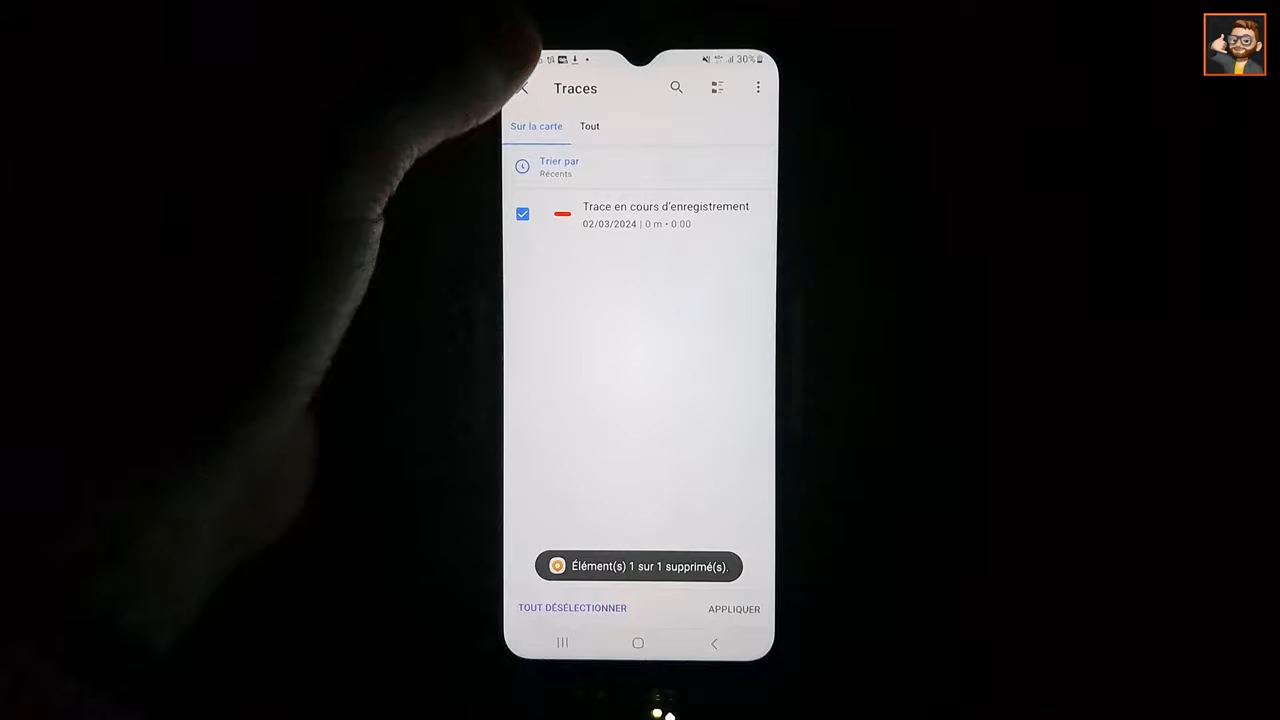 30%
Traces
Sur la carte
Tout
Trier par
Récents
Trace en cours d'enregistrement
02/03/2024 | 0 m • 0:00
Élément(s) 1 sur 1 supprimé(s).
TOUT DÉSÉLECTIONNER
APPLIQUER